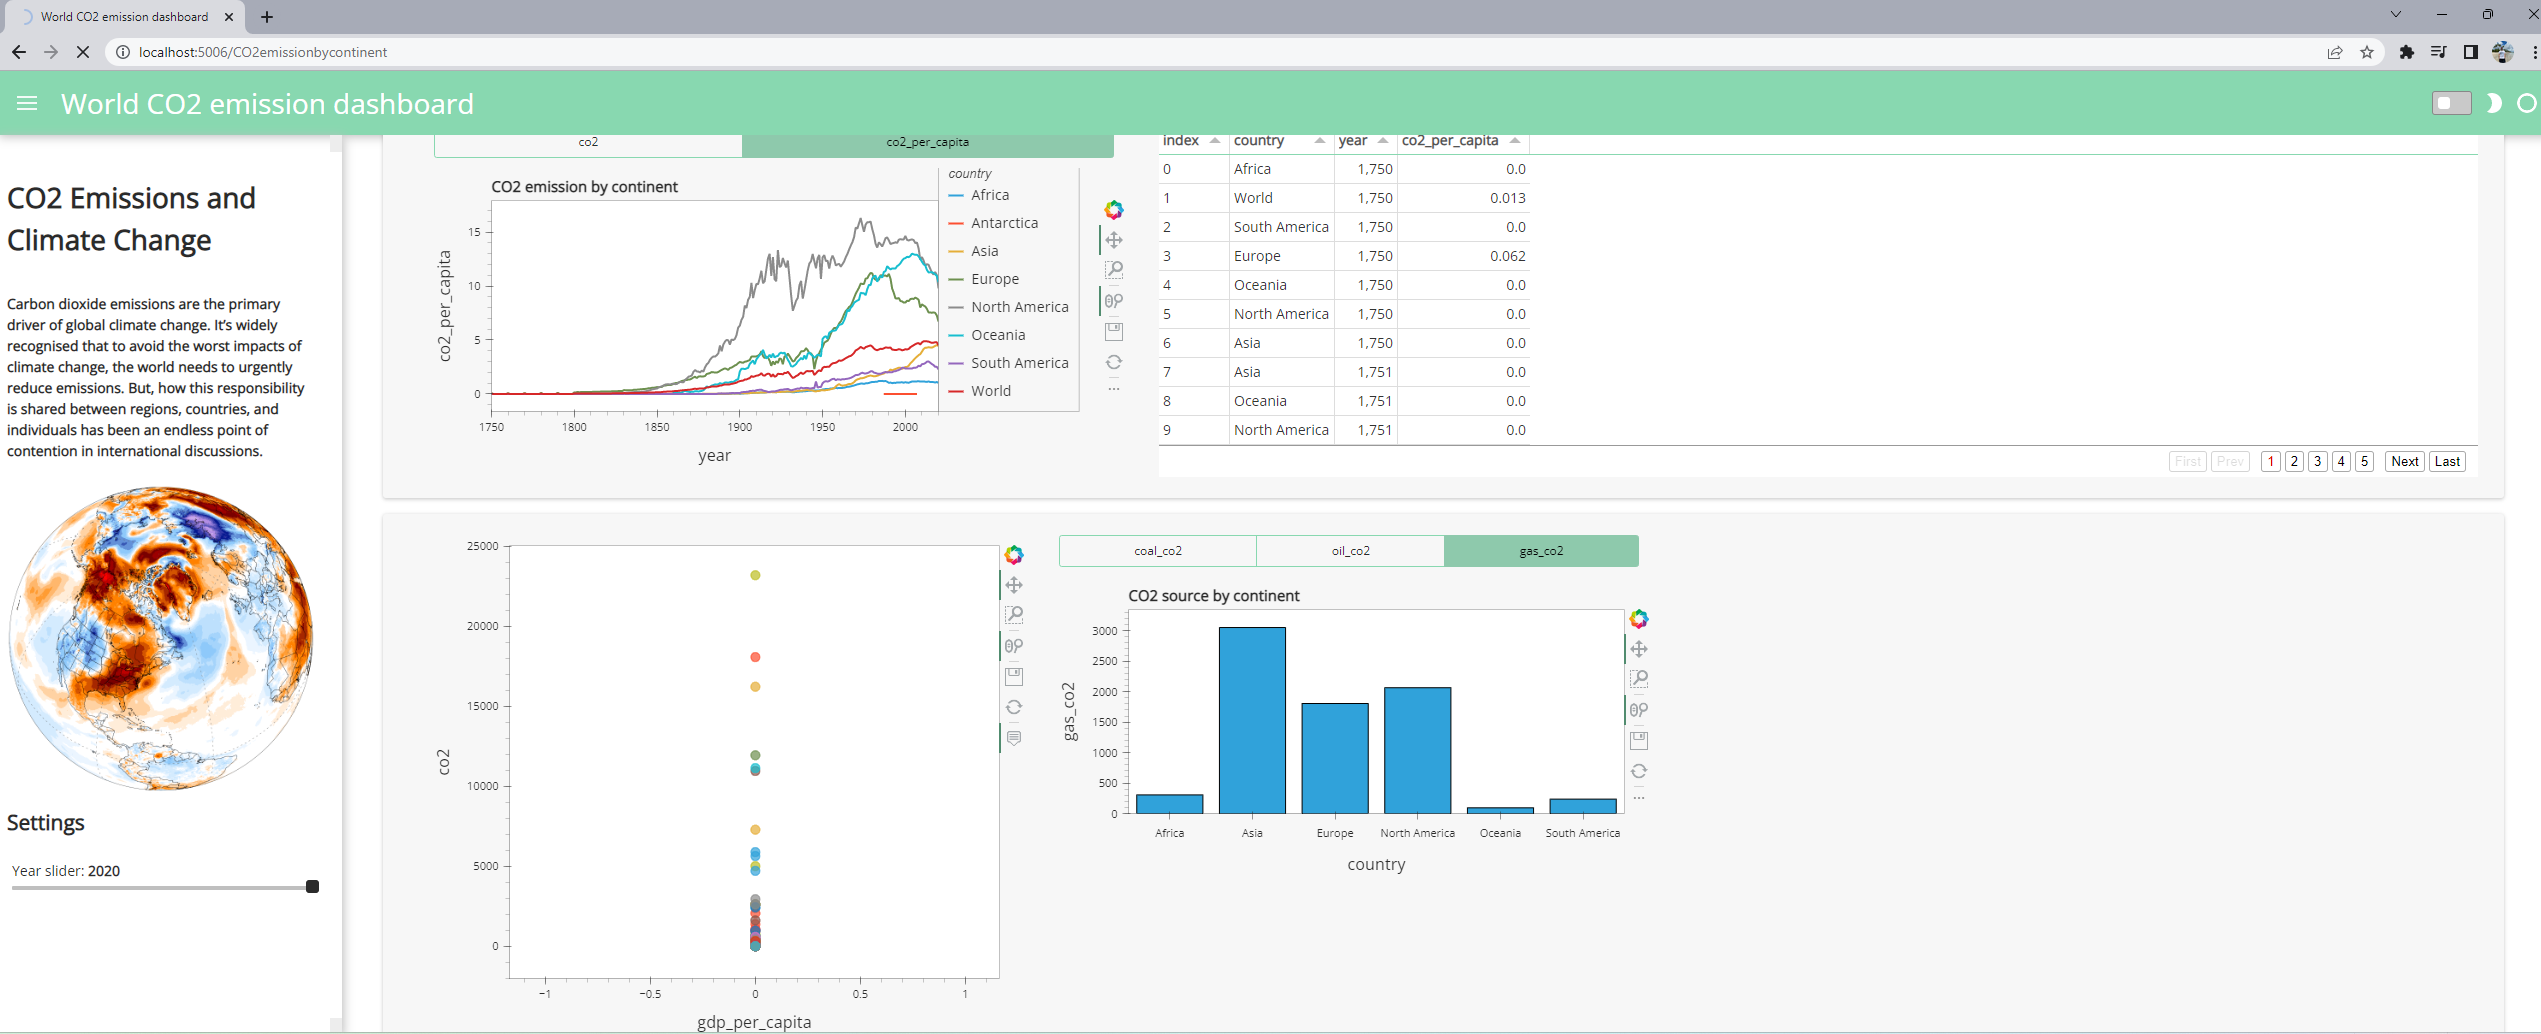 World CO2 emission dashboard
localhost:5006/CO2emissionbycontinent
World CO2 emission dashboard
CO2 Emissions and
Climate Change
Carbon dioxide emissions are the primary
driver of global climate change. It's widely
recognised that to avoid the worst impacts of
climate change, the world needs to urgently
reduce emissions. But, how this responsibility
is shared between regions, countries, and
individuals has been an endless point of
contention in international discussions.
Settings
Year slider: 2020
co2 co2_per_capita
CO2 emission by continent
co2_per_capita
15
10
5
0
1750 1800 1850 1900 1950 2000
year
country
Africa
Antarctica
Asia
Europe
North America
Oceania
South America
World
index country year co2_per_capita
0 Africa 1,750 0.0
1 World 1,750 0.013
2 South America 1,750 0.0
3 Europe 1,750 0.062
4 Oceania 1,750 0.0
5 North America 1,750 0.0
6 Asia 1,750 0.0
7 Asia 1,751 0.0
8 Oceania 1,751 0.0
9 North America 1,751 0.0
First Prev 1 2 3 4 5 Next Last
co2
25000
20000
15000
10000
5000
0
−1 −0.5 0 0.5 1
gdp_per_capita
coal_co2 oil_co2 gas_co2
CO2 source by continent
gas_co2
3000
2500
2000
1500
1000
500
0
Africa Asia Europe North America Oceania South America
country